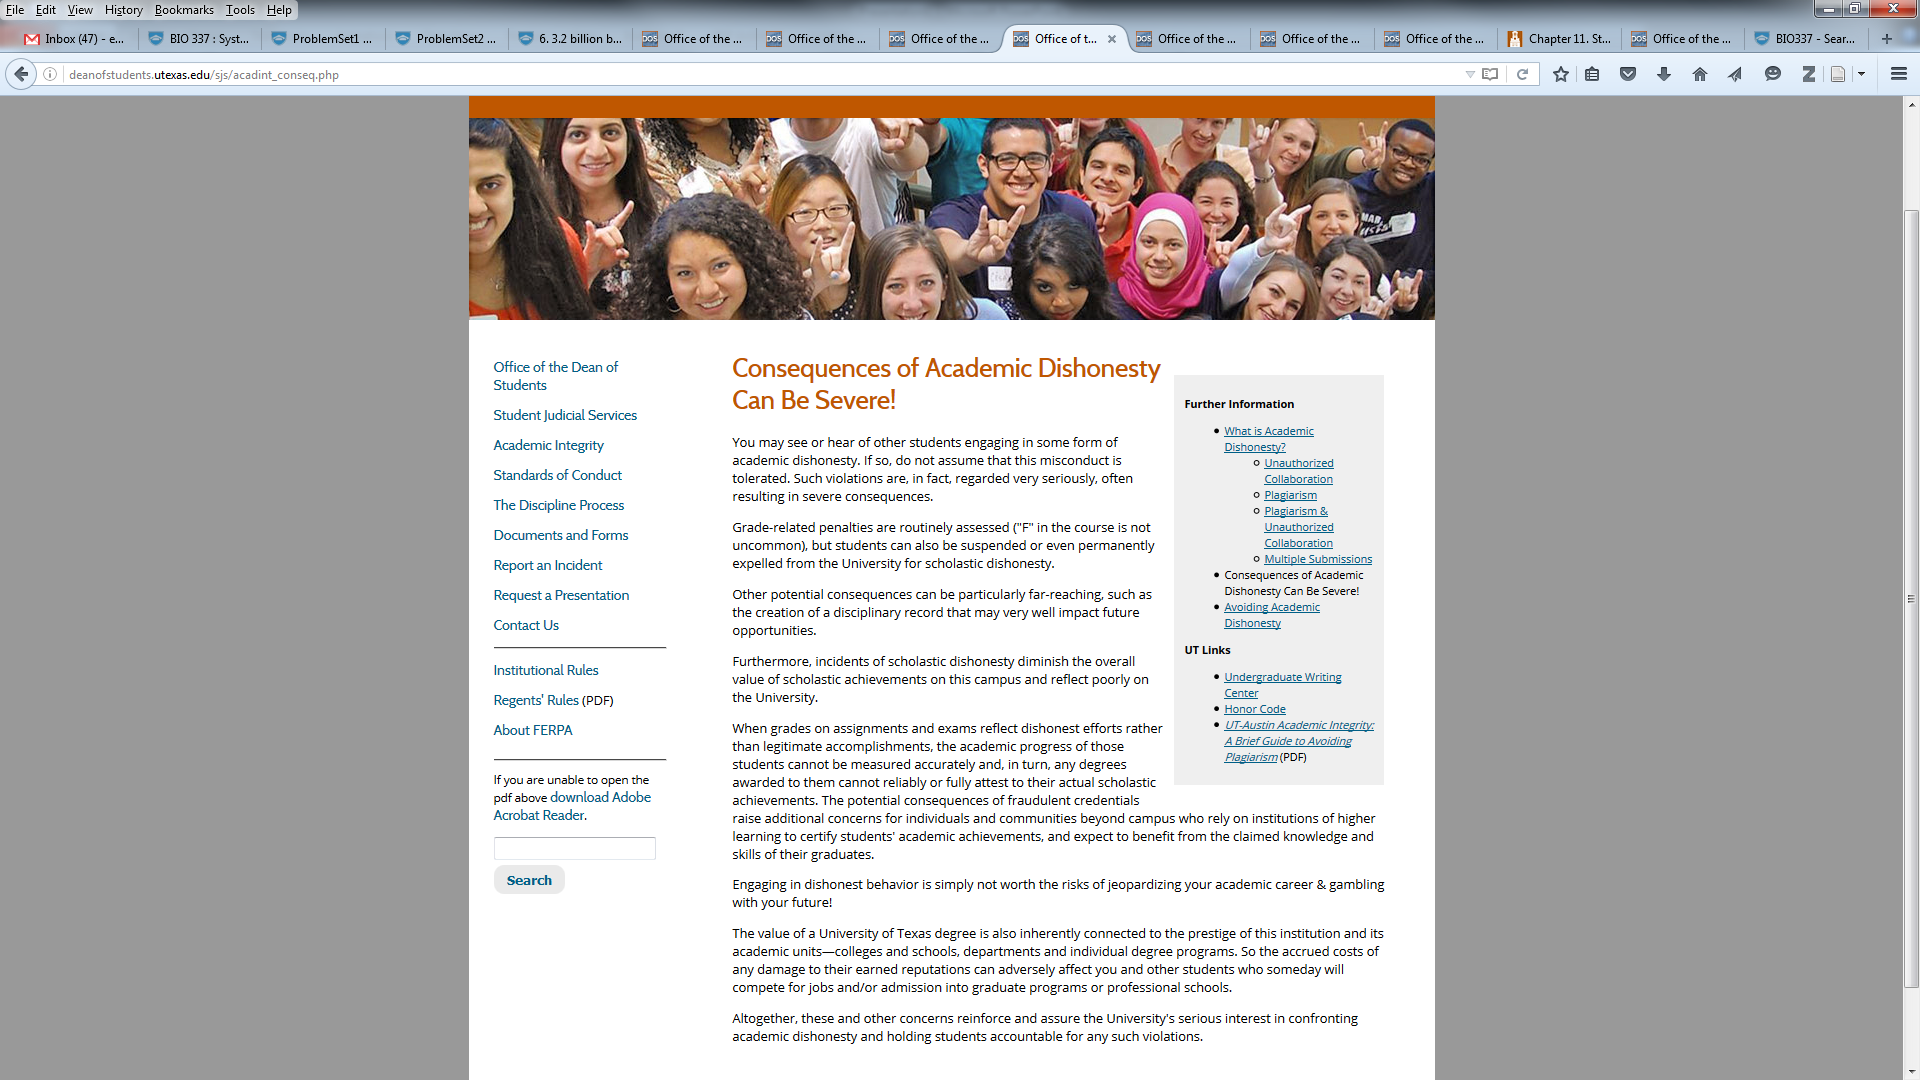 File Edit View History Bookmarks Tools Help
Inbox (47) - e... BIO 337 : Syst... ProblemSet1 ... ProblemSet2 ... 6. 3.2 billion b... Office of the ... Office of the ... Office of the ... Office of t... Office of the ... Office of the ... Office of the ... Chapter 11. St... Office of the ... BIO337 - Sear...
deanofstudents.utexas.edu/sjs/acadint_conseq.php
Office of the Dean of
Students
Student Judicial Services
Academic Integrity
Standards of Conduct
The Discipline Process
Documents and Forms
Report an Incident
Request a Presentation
Contact Us
Institutional Rules
Regents' Rules (PDF)
About FERPA
If you are unable to open the
pdf above download Adobe
Acrobat Reader.
Search
Consequences of Academic Dishonesty
Can Be Severe!
You may see or hear of other students engaging in some form of
academic dishonesty. If so, do not assume that this misconduct is
tolerated. Such violations are, in fact, regarded very seriously, often
resulting in severe consequences.
Grade-related penalties are routinely assessed ("F" in the course is not
uncommon), but students can also be suspended or even permanently
expelled from the University for scholastic dishonesty.
Other potential consequences can be particularly far-reaching, such as
the creation of a disciplinary record that may very well impact future
opportunities.
Furthermore, incidents of scholastic dishonesty diminish the overall
value of scholastic achievements on this campus and reflect poorly on
the University.
When grades on assignments and exams reflect dishonest efforts rather
than legitimate accomplishments, the academic progress of those
students cannot be measured accurately and, in turn, any degrees
awarded to them cannot reliably or fully attest to their actual scholastic
achievements. The potential consequences of fraudulent credentials
raise additional concerns for individuals and communities beyond campus who rely on institutions of higher
learning to certify students' academic achievements, and expect to benefit from the claimed knowledge and
skills of their graduates.
Engaging in dishonest behavior is simply not worth the risks of jeopardizing your academic career & gambling
with your future!
The value of a University of Texas degree is also inherently connected to the prestige of this institution and its
academic units—colleges and schools, departments and individual degree programs. So the accrued costs of
any damage to their earned reputations can adversely affect you and other students who someday will
compete for jobs and/or admission into graduate programs or professional schools.
Altogether, these and other concerns reinforce and assure the University's serious interest in confronting
academic dishonesty and holding students accountable for any such violations.
Further Information
What is Academic
Dishonesty?
Unauthorized
Collaboration
Plagiarism
Plagiarism &
Unauthorized
Collaboration
Multiple Submissions
Consequences of Academic
Dishonesty Can Be Severe!
Avoiding Academic
Dishonesty
UT Links
Undergraduate Writing
Center
Honor Code
UT-Austin Academic Integrity:
A Brief Guide to Avoiding
Plagiarism (PDF)